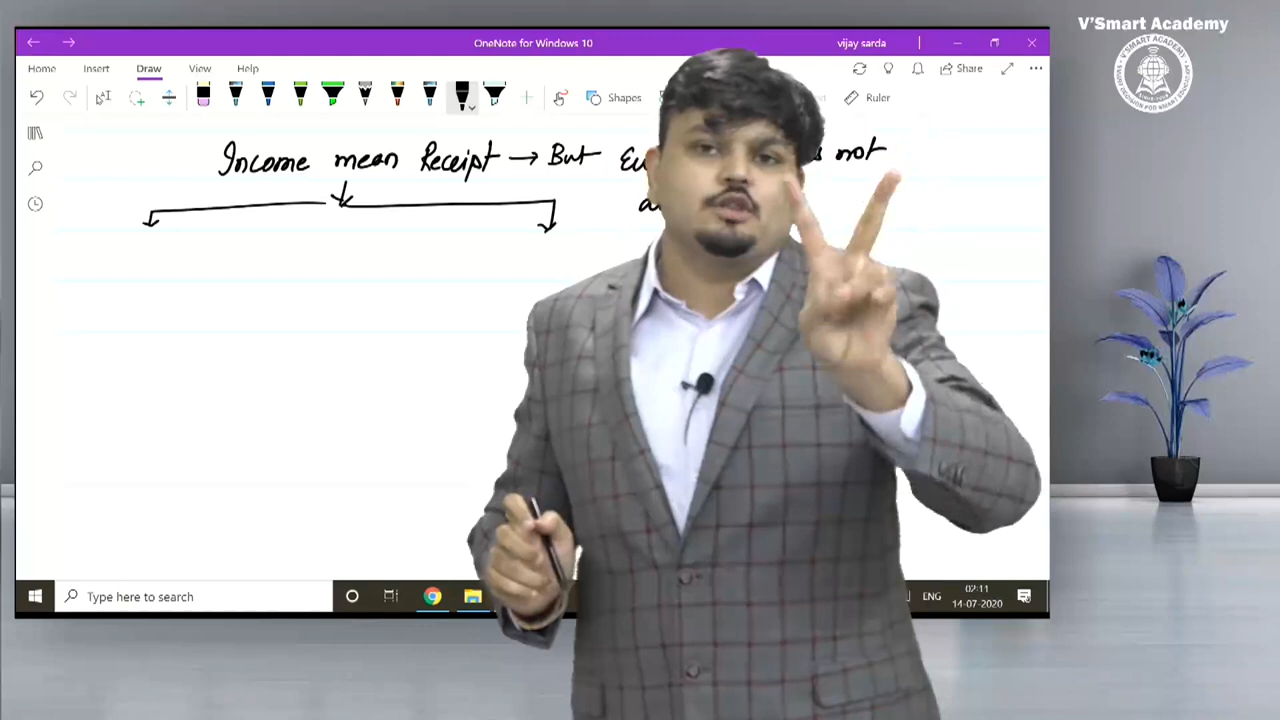 V'Smart Academy
OneNote for Windows 10
vijay sarda
Home Insert Draw View Help
Share
Shapes
Ruler
Income mean Receipt → But not
Type here to search
ENG
02:11
14-07-2020